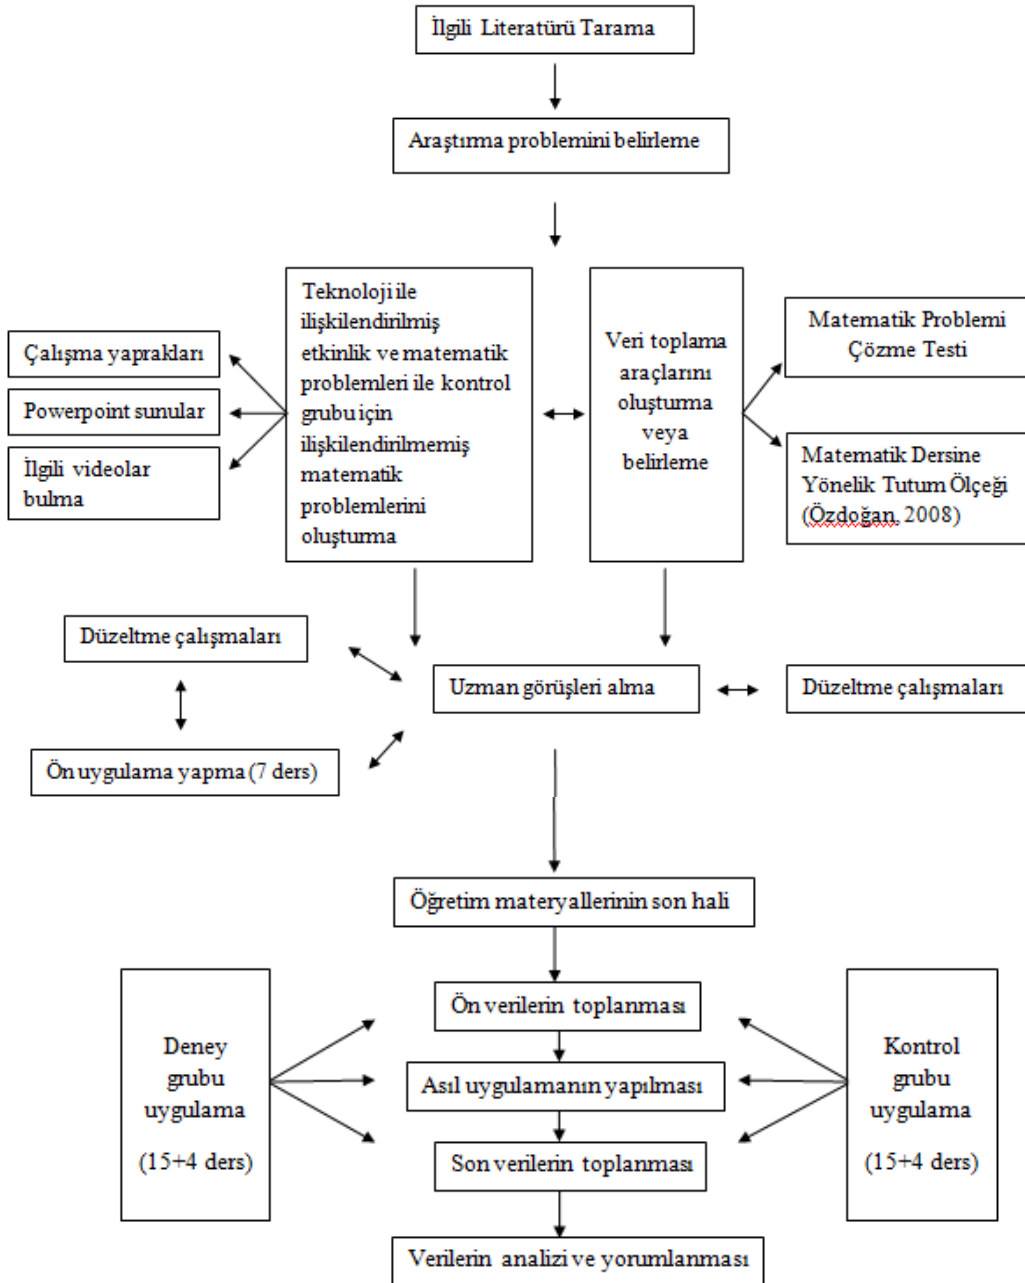 İlgili Literatürü Tarama
Araştırma problemini belirleme
Teknoloji ile
ilişkilendirilmiş
etkinlik ve matematik
problemleri ile kontrol
grubu için
ilişkilendirilmemiş
matematik
problemlerini
oluşturma
Veri toplama
araçlarını
oluşturma
veya
belirleme
Çalışma yaprakları
Powerpoint sunular
İlgili videolar
bulma
Matematik Problemi
Çözme Testi
Matematik Dersine
Yönelik Tutum Ölçeği
(Özdoğan, 2008)
Düzeltme çalışmaları
Uzman görüşleri alma
Düzeltme çalışmaları
Ön uygulama yapma (7 ders)
Öğretim materyallerinin son hali
Deney
grubu
uygulama
(15+4 ders)
Ön verilerin toplanması
Asıl uygulamanın yapılması
Son verilerin toplanması
Kontrol
grubu
uygulama
(15+4 ders)
Verilerin analizi ve yorumlanması